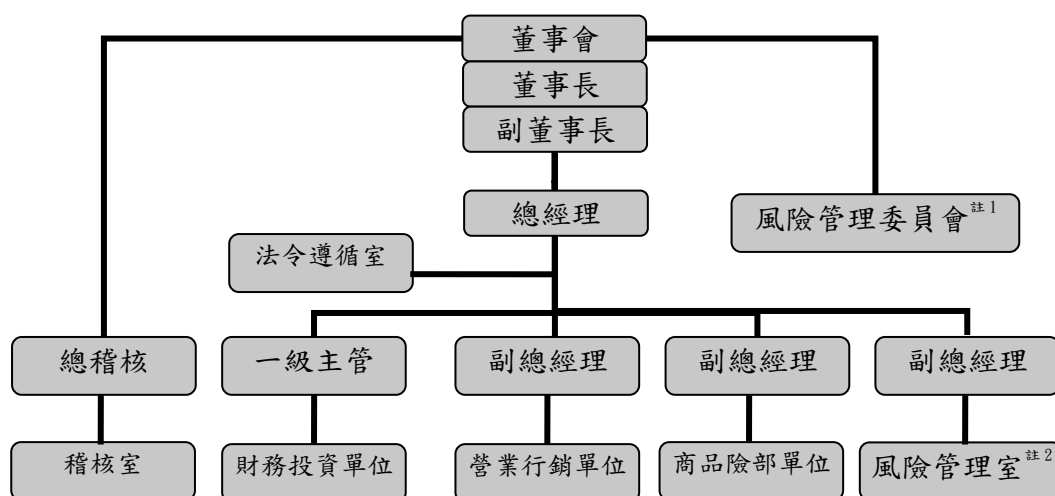 董事會
董事長
副董事長
總經理
風險管理委員會註1
法令遵循室
總稽核
一級主管
副總經理
副總經理
副總經理
稽核室
財務投資單位
營業行銷單位
商品險部單位
風險管理室註2